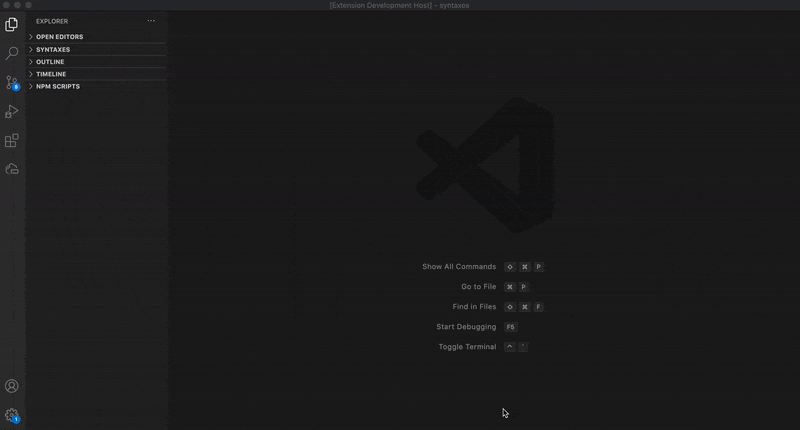 [Extension Development Host] - syntaxes
EXPLORER
OPEN EDITORS
SYNTAXES
OUTLINE
TIMELINE
NPM SCRIPTS
6
Show All Commands ⇧ ⌘ P
Go to File ⌘ P
Find in Files ⇧ ⌘ F
Start Debugging F5
Toggle Terminal ^ `
1